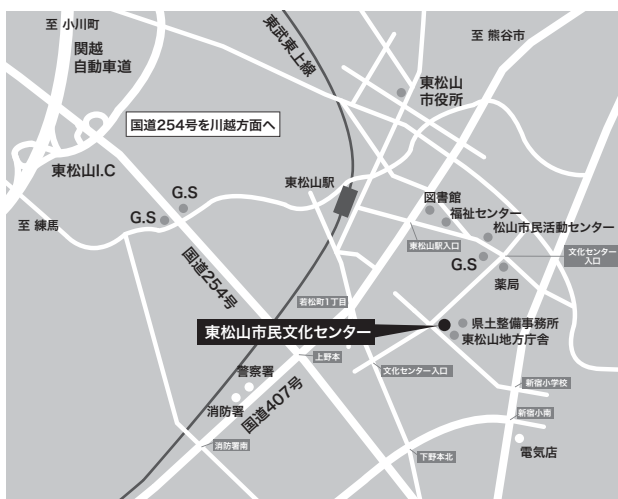 至 小川町
関越
自動車道
東武東上線
至 熊谷市
東松山
市役所
国道254号を川越方面へ
東松山I.C
東松山駅
G.S
G.S
至 練馬
図書館
福祉センター
松山市民活動センター
東松山駅入口
G.S
文化センター
入口
薬局
国道254号
若松町1丁目
東松山市民文化センター
県土整備事務所
東松山地方庁舎
上野本
文化センター入口
警察署
消防署
国道407号
新宿小学校
新宿小南
消防署南
下野本北
電気店